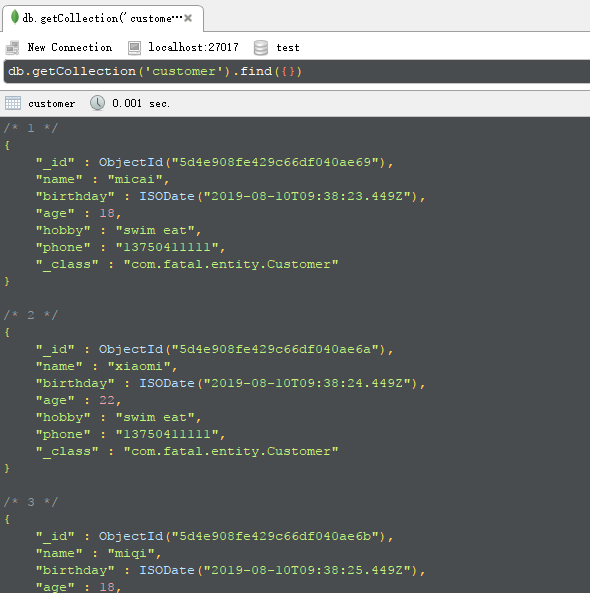 db.getCollection('custome…
New Connection localhost:27017 test
db.getCollection('customer').find({})
customer 0.001 sec.
/* 1 */
{
    "_id" : ObjectId("5d4e908fe429c66df040ae69"),
    "name" : "micai",
    "birthday" : ISODate("2019-08-10T09:38:23.449Z"),
    "age" : 18,
    "hobby" : "swim eat",
    "phone" : "13750411111",
    "_class" : "com.fatal.entity.Customer"
}
/* 2 */
{
    "_id" : ObjectId("5d4e908fe429c66df040ae6a"),
    "name" : "xiaomi",
    "birthday" : ISODate("2019-08-10T09:38:24.449Z"),
    "age" : 22,
    "hobby" : "swim eat",
    "phone" : "13750411111",
    "_class" : "com.fatal.entity.Customer"
}
/* 3 */
{
    "_id" : ObjectId("5d4e908fe429c66df040ae6b"),
    "name" : "miqi",
    "birthday" : ISODate("2019-08-10T09:38:25.449Z"),
    "age" : 18,